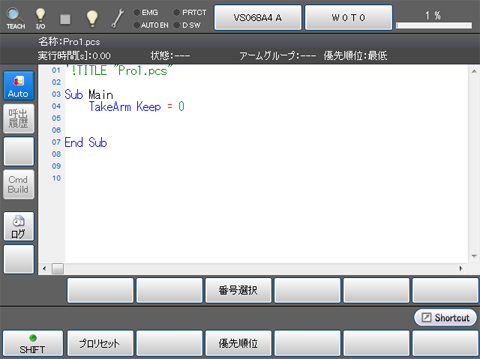 EMG PRTCT
AUTO EN D SW
TEACH I/O
VS068A4 A
W 0 T 0
1 %
名称:Pro1.pcs
実行時間[s]:0.00 状態:--- アームグループ:--- 優先順位:最低
Auto
呼出
履歴
Cmd
Build
ログ
01 '!TITLE "Pro1.pcs"
02
03 Sub Main
04 TakeArm Keep = 0
05
06
07 End Sub
08
09
10
番号選択
Shortcut
SHIFT
プロリセット
優先順位